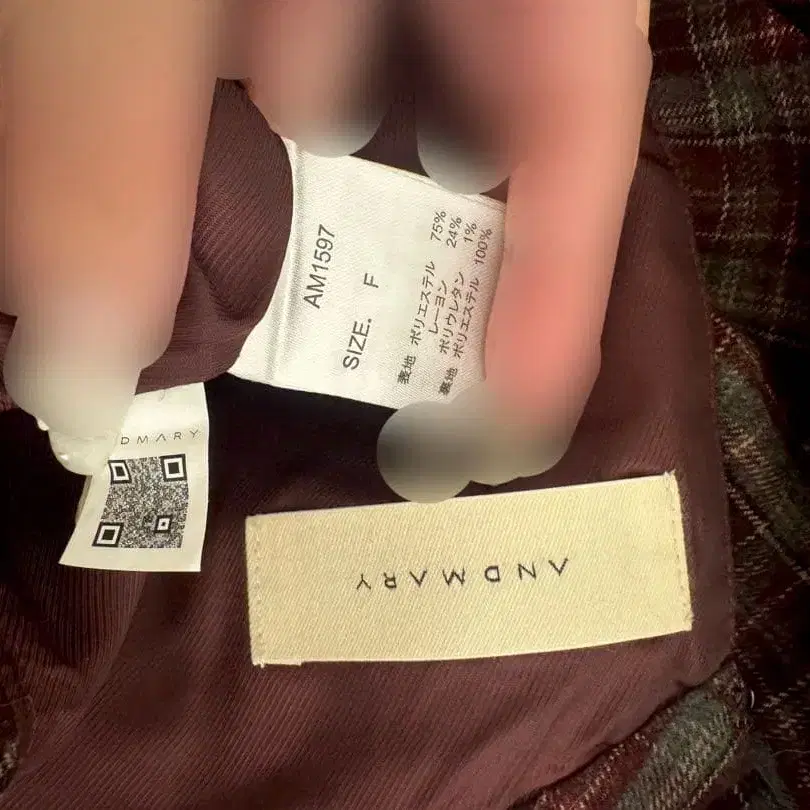 AM1597
SIZE. F
表地 ポリエステル 75%
レーヨン 24%
ポリウレタン 1%
裏地 ポリエステル 100%
DMARY
ANDMARY